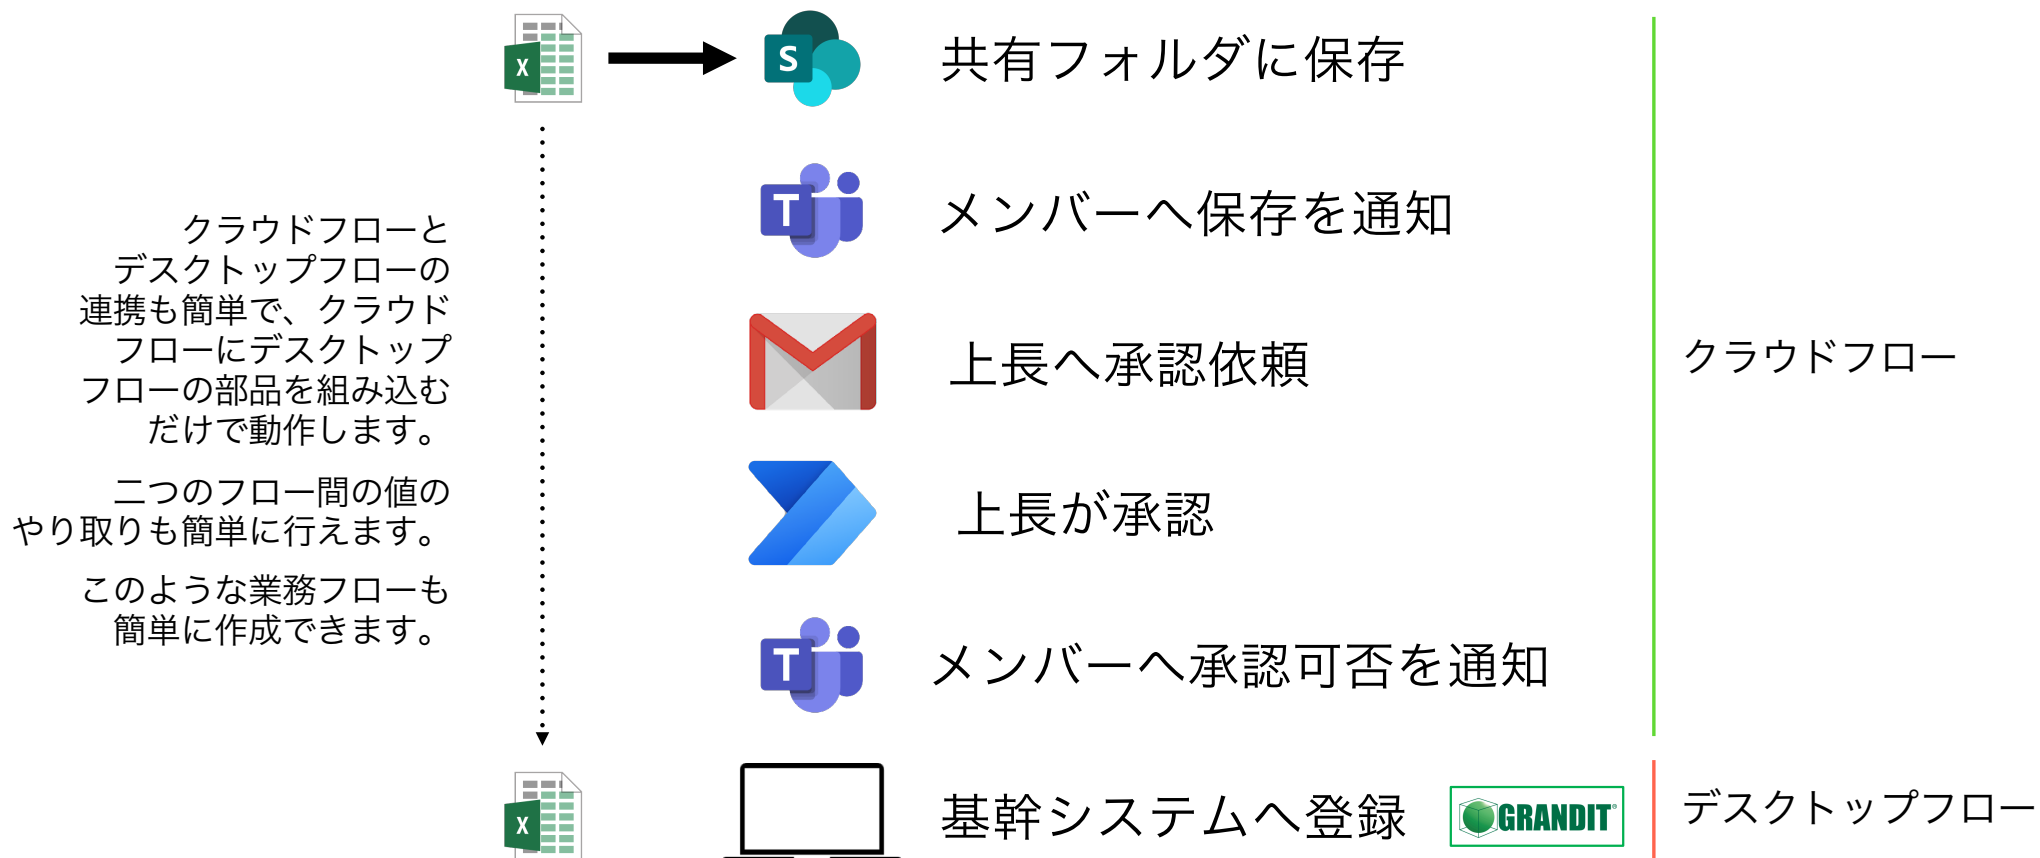 X
S
共有フォルダに保存
T
メンバーへ保存を通知
クラウドフローと
デスクトップフローの
連携も簡単で、クラウド
フローにデスクトップ
フローの部品を組み込む
だけで動作します。
二つのフロー間の値の
やり取りも簡単に行えます。
このような業務フローも
簡単に作成できます。
上長へ承認依頼
クラウドフロー
上長が承認
T
メンバーへ承認可否を通知
X
基幹システムへ登録
GRANDIT®
デスクトップフロー